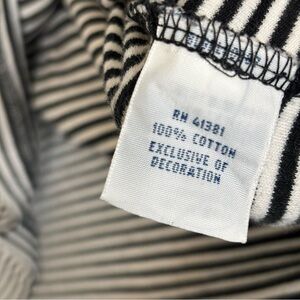 RN 41381
100% COTTON
EXCLUSIVE OF
DECORATION